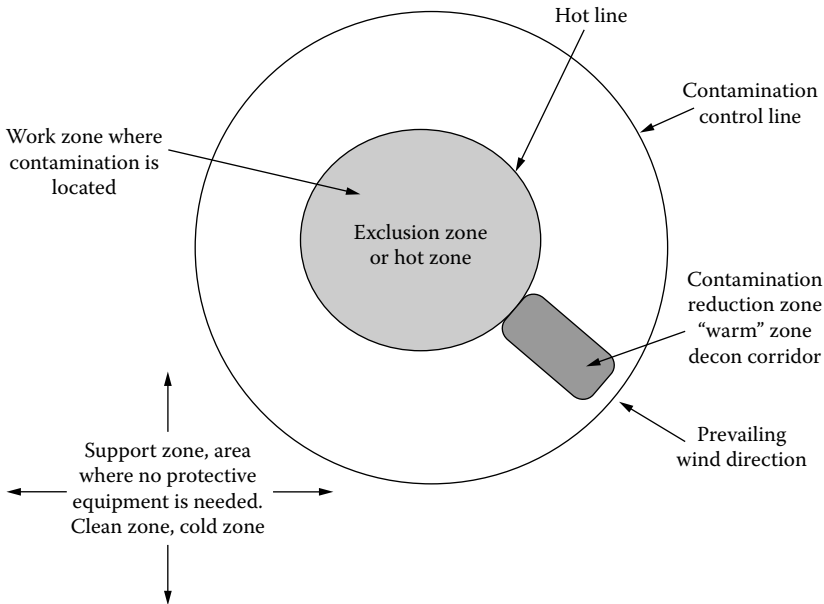 Hot line
Contamination
control line
Work zone where
contamination is
located
Exclusion zone
or hot zone
Contamination
reduction zone
“warm” zone
decon corridor
Prevailing
wind direction
Support zone, area
where no protective
equipment is needed.
Clean zone, cold zone